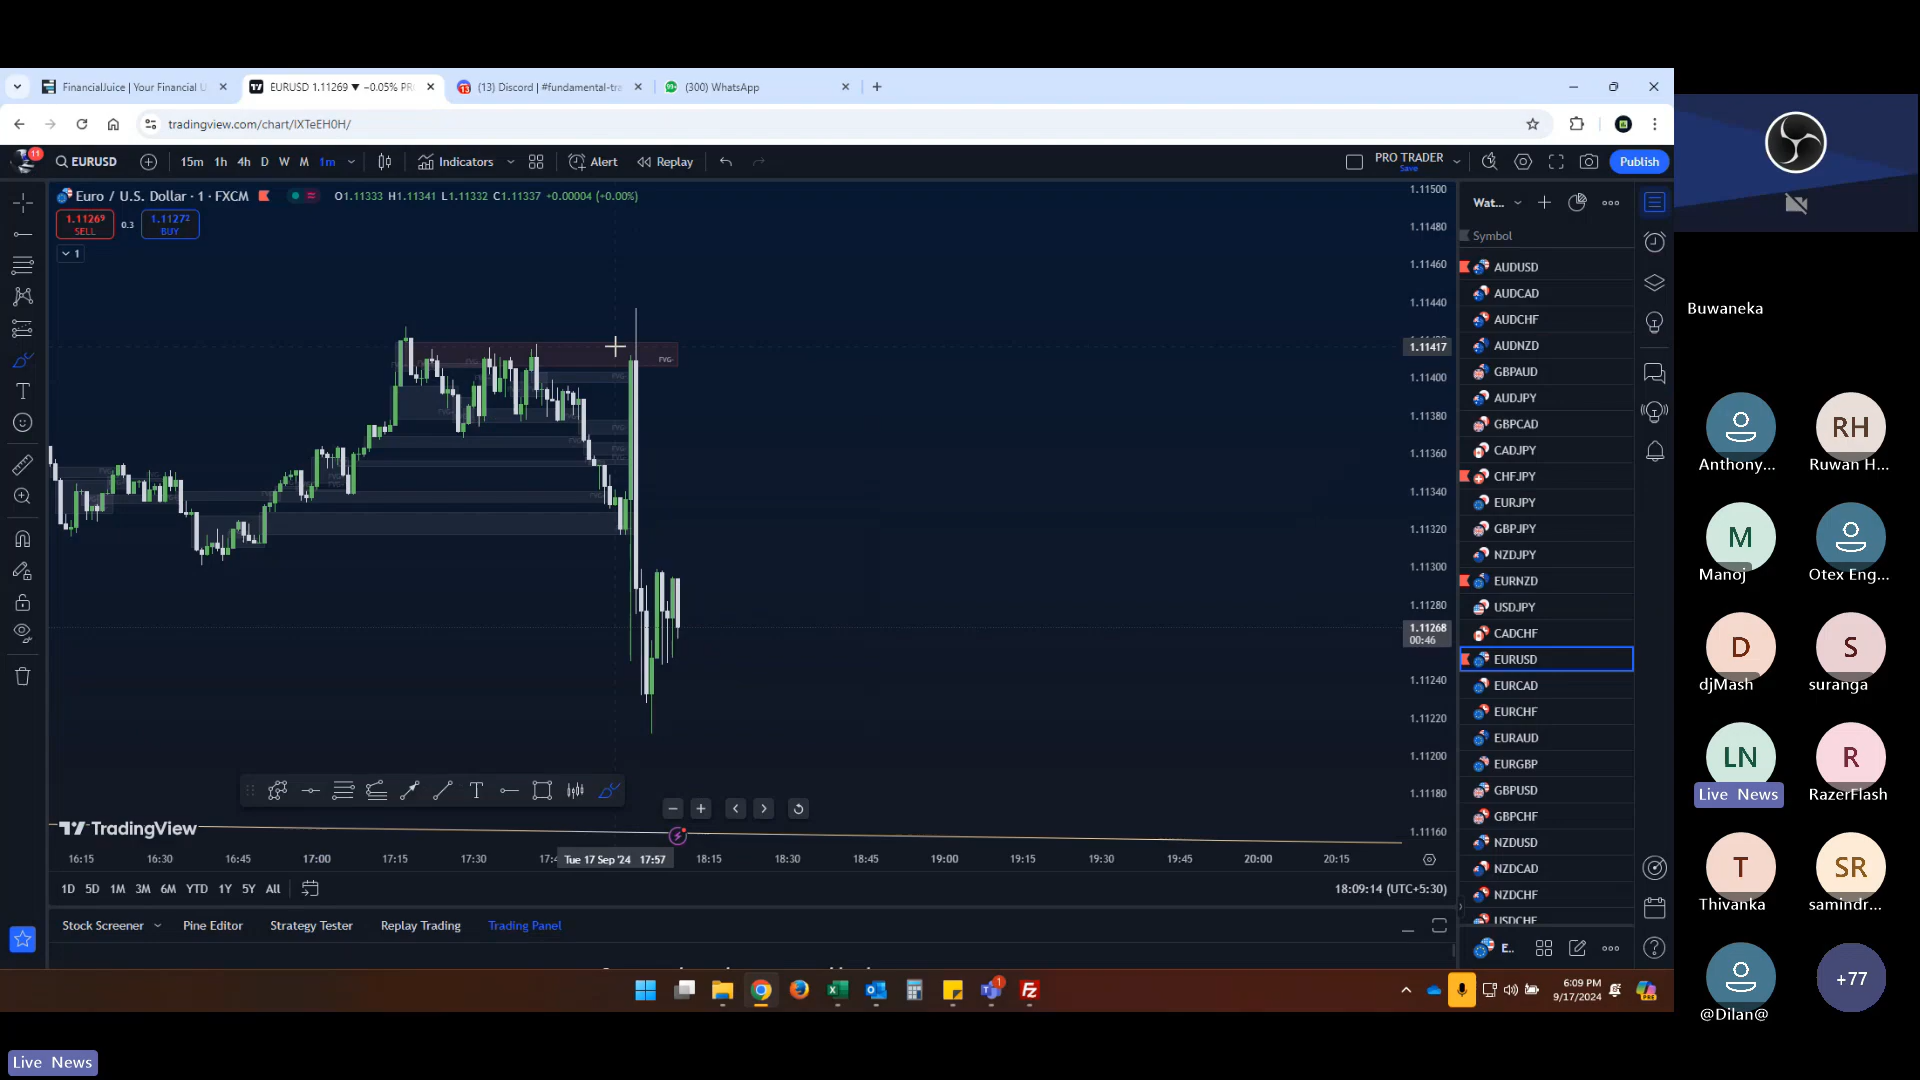 FinancialJuice | Your Financial U
EURUSD 1.11269 ▼ −0.05% PR
(13) Discord | #fundamental-tra
(300) WhatsApp
tradingview.com/chart/lXTeEH0H/
11
EURUSD
15m 1h 4h D W M 1m
Indicators
Alert
Replay
PRO TRADER
Save
Publish
Euro / U.S. Dollar · 1 · FXCM
O1.11333 H1.11341 L1.11332 C1.11337 +0.00004 (+0.00%)
1.11269
SELL
0.3
1.11272
BUY
1
FVG-
1.11500
1.11480
1.11460
1.11440
1.11417
1.11400
1.11380
1.11360
1.11340
1.11320
1.11300
1.11280
1.11268
00:46
1.11240
1.11220
1.11200
1.11180
1.11160
TradingView
16:15 16:30 16:45 17:00 17:15 17:30 17:4 Tue 17 Sep '24 17:57 18:15 18:30 18:45 19:00 19:15 19:30 19:45 20:00 20:15
1D 5D 1M 3M 6M YTD 1Y 5Y All
18:09:14 (UTC+5:30)
Stock Screener
Pine Editor
Strategy Tester
Replay Trading
Trading Panel
Wat...
Symbol
AUDUSD
AUDCAD
AUDCHF
AUDNZD
GBPAUD
AUDJPY
GBPCAD
CADJPY
CHFJPY
EURJPY
GBPJPY
NZDJPY
EURNZD
USDJPY
CADCHF
EURUSD
EURCAD
EURCHF
EURAUD
EURGBP
GBPUSD
GBPCHF
NZDUSD
NZDCAD
NZDCHF
USDCHF
E..
6:09 PM
9/17/2024
Buwaneka
Anthony...
RH
Ruwan H...
M
Manoj
Otex Eng...
D
djMash
S
suranga
LN
Live News
R
RazerFlash
T
Thivanka
SR
samindr...
@Dilan@
+77
Live News